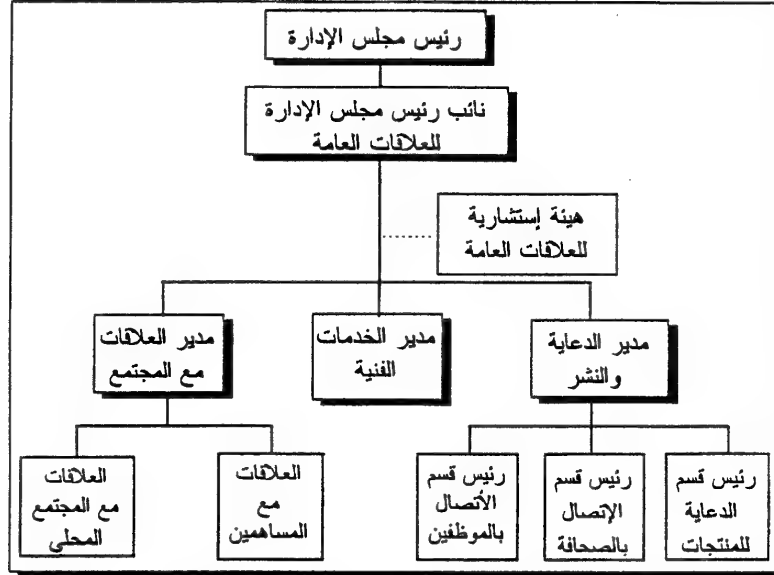 رئيس مجلس الإدارة
نائب رئيس مجلس الإدارة
للعلاقات العامة
هيئة إستشارية
للعلاقات العامة
مدير الدعاية
والنشر
مدير الخدمات
الفنية
مدير العلاقات
مع المجتمع
رئيس قسم
الدعاية
للمنتجات
رئيس قسم
الإتصال
بالصحافة
رئيس قسم
الأتصال
بالموظفين
العلاقات
مع
المساهمين
العلاقات
مع المجتمع
المحلى